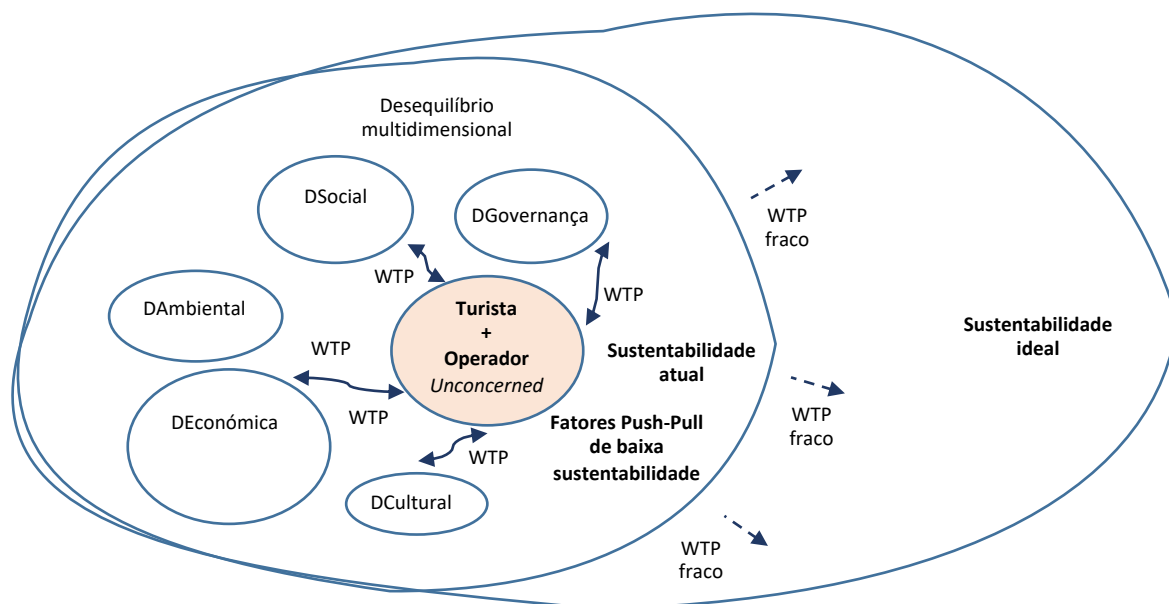 Desequilíbrio
multidimensional
DSocial
DGovernança
WTP
fraco
WTP
WTP
DAmbiental
Turista
+
Operador
Unconcerned
WTP
WTP
Sustentabilidade
atual
Sustentabilidade
ideal
DEconómica
Fatores Push-Pull
de baixa
sustentabilidade
WTP
fraco
WTP
DCultural
WTP
fraco